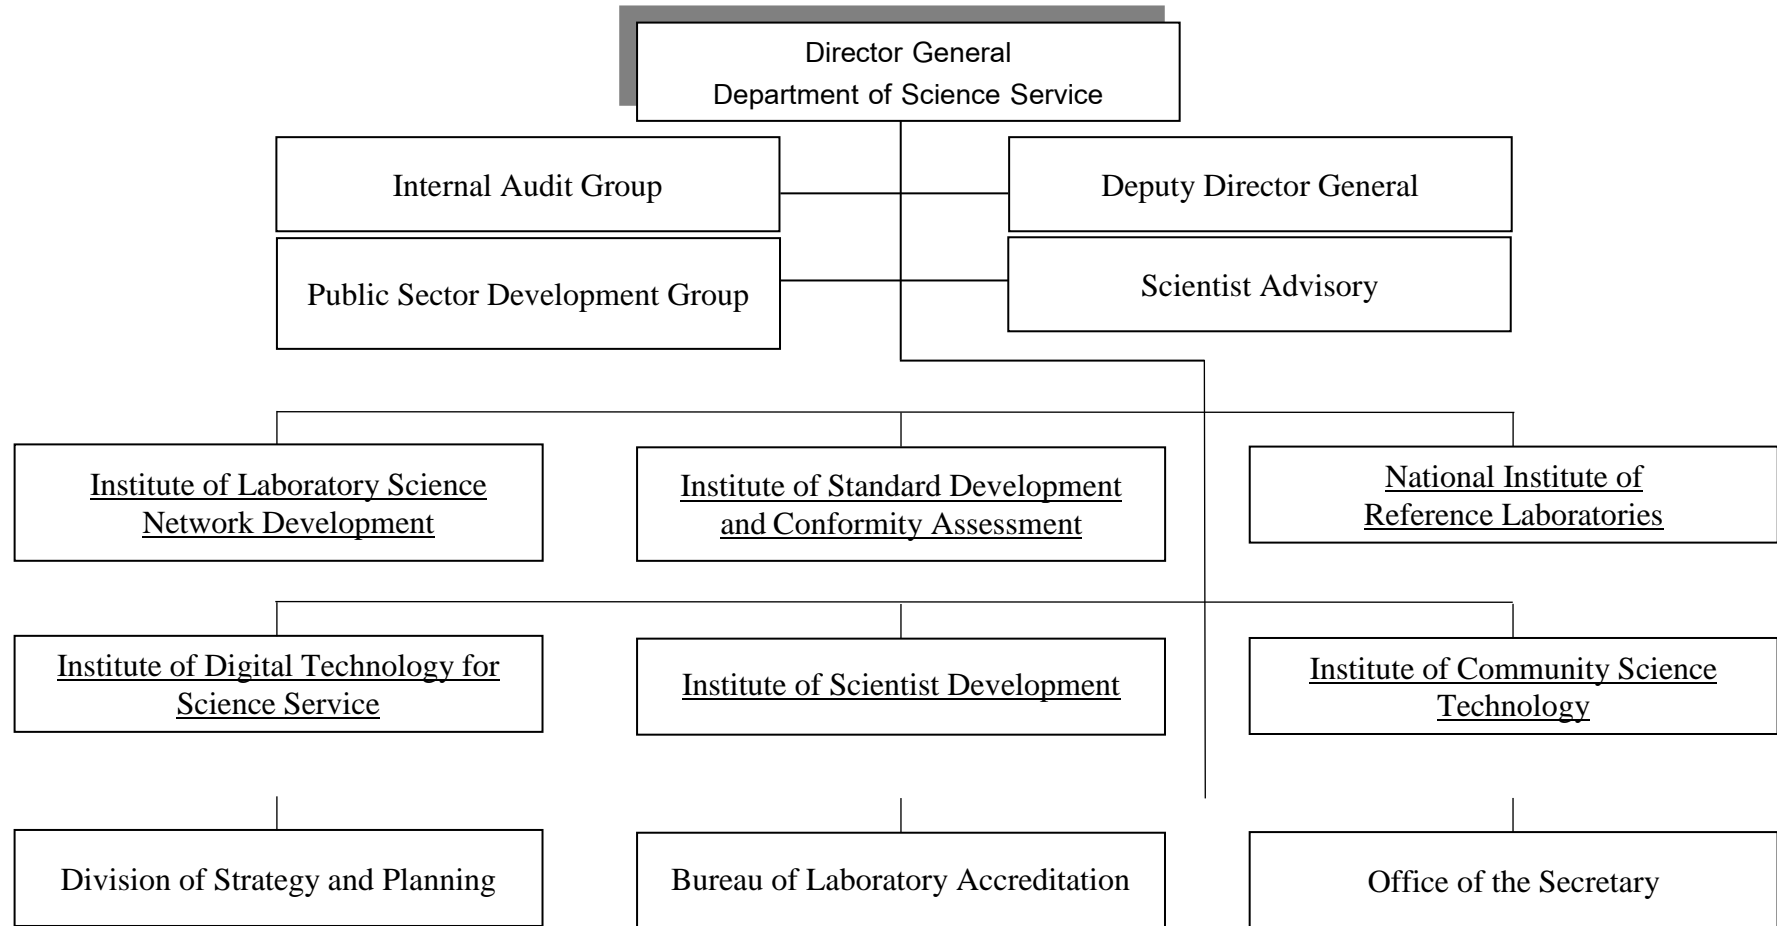 Director General
Department of Science Service
Internal Audit Group
Deputy Director General
Public Sector Development Group
Scientist Advisory
Institute of Laboratory Science
Network Development
Institute of Standard Development
and Conformity Assessment
National Institute of
Reference Laboratories
Institute of Digital Technology for
Science Service
Institute of Scientist Development
Institute of Community Science
Technology
Division of Strategy and Planning
Bureau of Laboratory Accreditation
Office of the Secretary